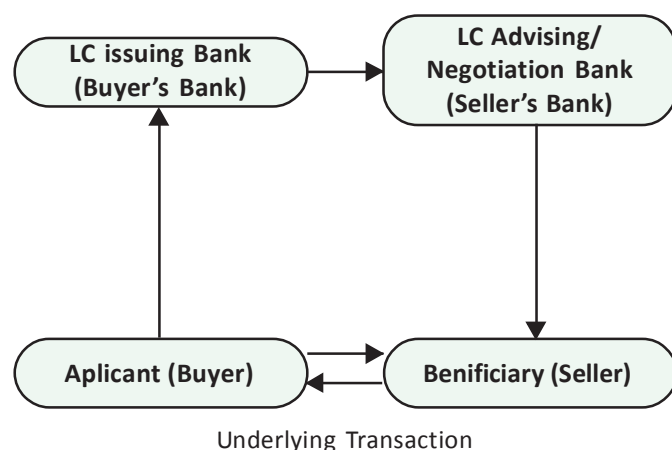 LC issuing Bank
(Buyer’s Bank)
LC Advising/
Negotiation Bank
(Seller’s Bank)
Aplicant (Buyer)
Benificiary (Seller)
Underlying Transaction